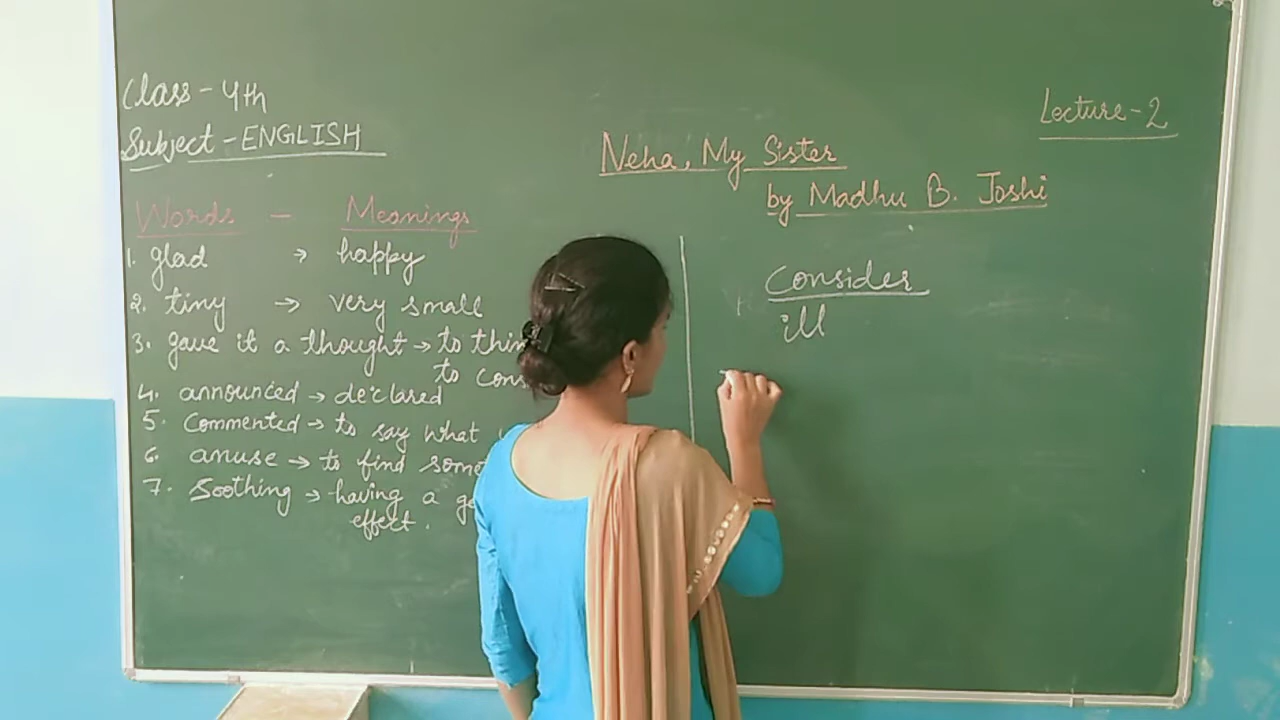 Class - 4th
Subject - ENGLISH
Lecture - 2
Neha, My Sister
by Madhu B. Joshi
Words - Meanings
1. glad → happy
2. tiny → very small
3. gave it a thought → to thin
to cons
4. announced → declared
5. Commented → to say what
6. amuse → to find some
7. Soothing → having a ge
effect.
Consider
ill